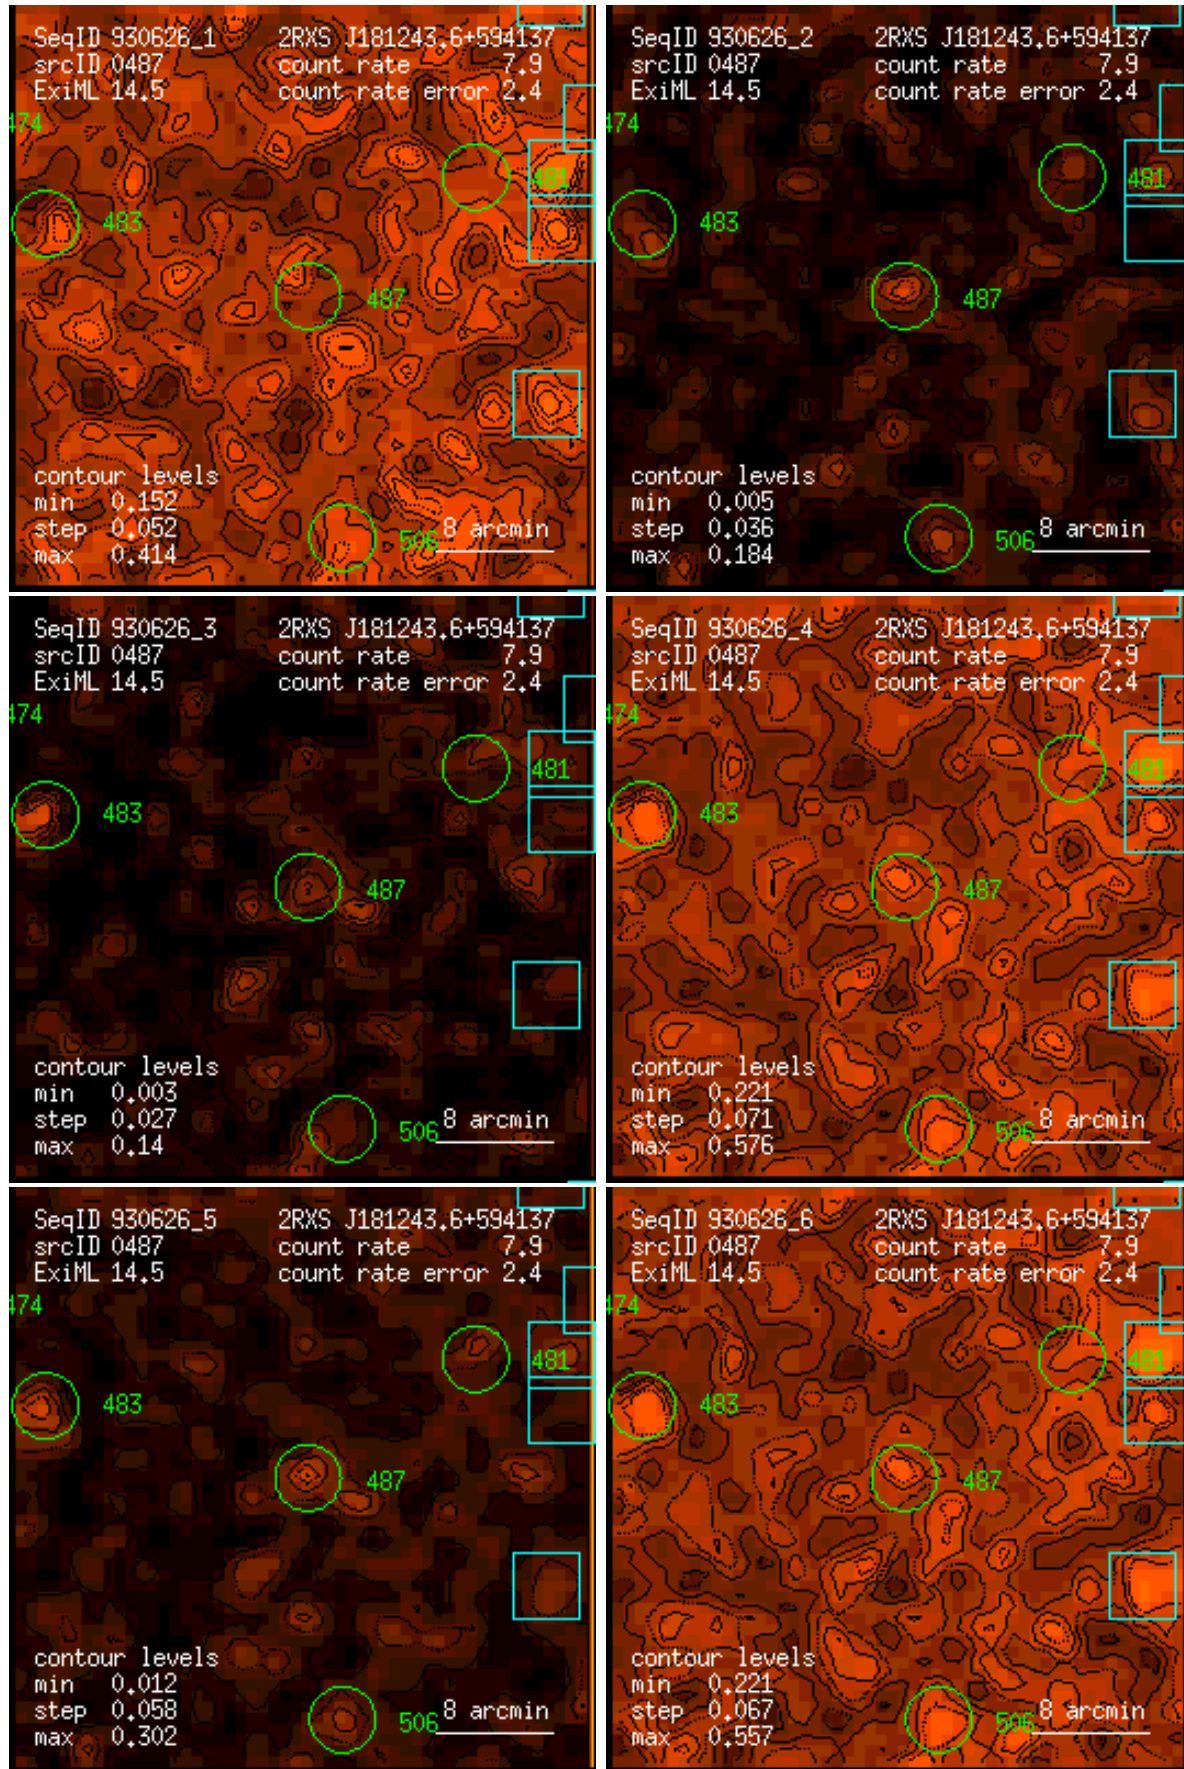 SeqID 930626_1 2RXS J181243.6+594137
srcID 0487 count rate 7.9
ExiML 14.5 count rate error 2.4
474
481
483
487
contour levels
min 0.152
step 0.052 506 8 arcmin
max 0.414
SeqID 930626_2 2RXS J181243.6+594137
srcID 0487 count rate 7.9
ExiML 14.5 count rate error 2.4
474
481
483
487
contour levels
min 0.005
step 0.036 506 8 arcmin
max 0.184
SeqID 930626_3 2RXS J181243.6+594137
srcID 0487 count rate 7.9
ExiML 14.5 count rate error 2.4
474
481
483
487
contour levels
min 0.003
step 0.027 506 8 arcmin
max 0.14
SeqID 930626_4 2RXS J181243.6+594137
srcID 0487 count rate 7.9
ExiML 14.5 count rate error 2.4
474
481
483
487
contour levels
min 0.221
step 0.071 506 8 arcmin
max 0.576
SeqID 930626_5 2RXS J181243.6+594137
srcID 0487 count rate 7.9
ExiML 14.5 count rate error 2.4
474
481
483
487
contour levels
min 0.012
step 0.058 506 8 arcmin
max 0.302
SeqID 930626_6 2RXS J181243.6+594137
srcID 0487 count rate 7.9
ExiML 14.5 count rate error 2.4
474
481
483
487
contour levels
min 0.221
step 0.067 506 8 arcmin
max 0.557